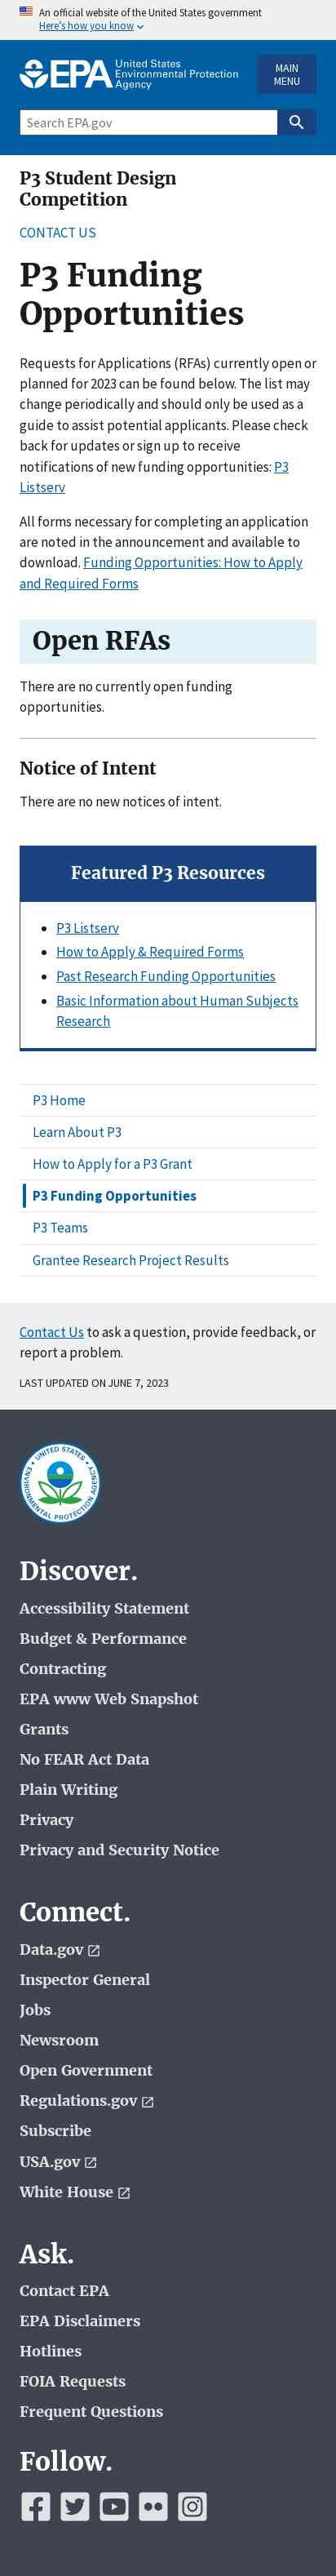 An official website of the United States government
Here's how you know
EPA
United States
Environmental Protection
Agency
MAIN
MENU
Search EPA.gov
P3 Student Design
Competition
CONTACT US
P3 Funding
Opportunities
Requests for Applications (RFAs) currently open or
planned for 2023 can be found below. The list may
change periodically and should only be used as a
guide to assist potential applicants. Please check
back for updates or sign up to receive
notifications of new funding opportunities: P3
Listserv
All forms necessary for completing an application
are noted in the announcement and available to
download. Funding Opportunities: How to Apply
and Required Forms
Open RFAs
There are no currently open funding
opportunities.
Notice of Intent
There are no new notices of intent.
Featured P3 Resources
P3 Listserv
How to Apply & Required Forms
Past Research Funding Opportunities
Basic Information about Human Subjects
Research
P3 Home
Learn About P3
How to Apply for a P3 Grant
P3 Funding Opportunities
P3 Teams
Grantee Research Project Results
Contact Us to ask a question, provide feedback, or
report a problem.
LAST UPDATED ON JUNE 7, 2023
UNITED STATES
ENVIRONMENTAL PROTECTION AGENCY
Discover.
Accessibility Statement
Budget & Performance
Contracting
EPA www Web Snapshot
Grants
No FEAR Act Data
Plain Writing
Privacy
Privacy and Security Notice
Connect.
Data.gov
Inspector General
Jobs
Newsroom
Open Government
Regulations.gov
Subscribe
USA.gov
White House
Ask.
Contact EPA
EPA Disclaimers
Hotlines
FOIA Requests
Frequent Questions
Follow.